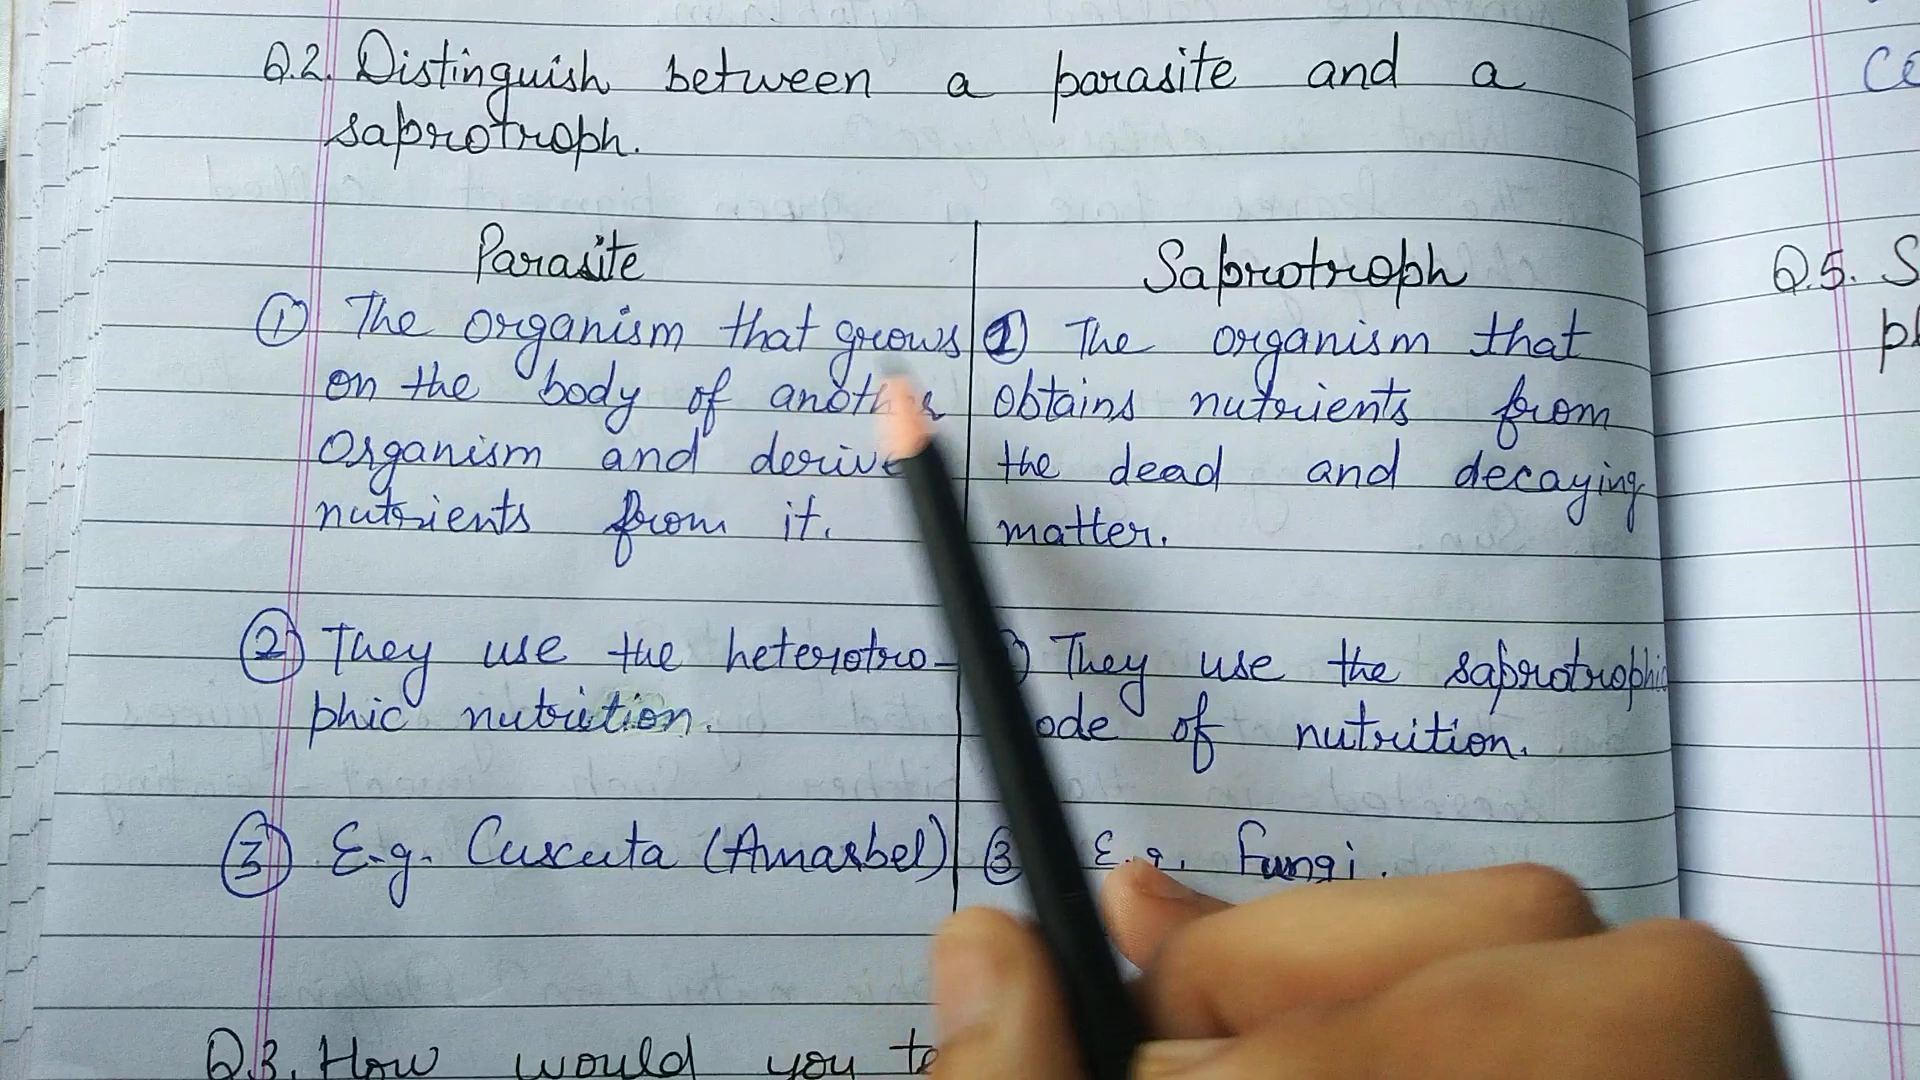 Q.2. Distinguish between a parasite and a
saprotroph.
Parasite
① The organism that grows
on the body of another
organism and derive
nutrients from it.
② They use the heterotro-
phic nutrition.
③ E.g. Cuscuta (Amarbel)
Saprotroph
① The organism that
obtains nutrients from
the dead and decaying
matter.
They use the saprotrophic
ode of nutrition.
③ E.g. Fungi.
Q.3. How would you te
Ce
Q.5. S
pl